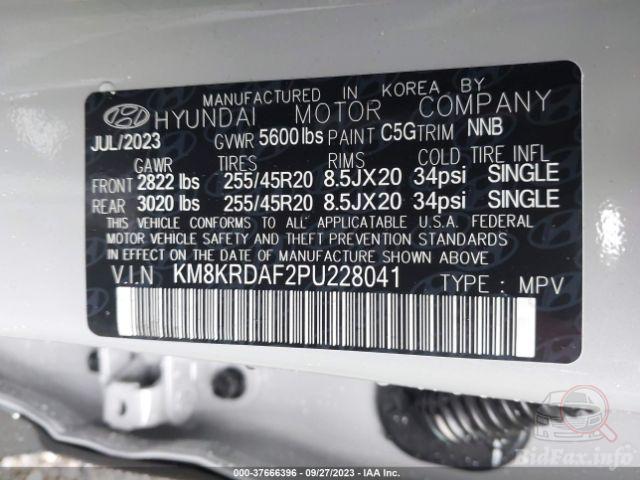 MANUFACTURED IN KOREA BY
HYUNDAI MOTOR COMPANY
JUL/2023 GVWR 5600 lbs PAINT C5G TRIM NNB
GAWR TIRES RIMS COLD TIRE INFL
FRONT 2822 lbs 255/45R20 8.5JX20 34psi SINGLE
REAR 3020 lbs 255/45R20 8.5JX20 34psi SINGLE
THIS VEHICLE CONFORMS TO ALL APPLICATABLE U.S.A. FEDERAL
MOTOR VEHICLE SAFETY AND THEFT PREVENTION STANDARDS
IN EFFECT ON THE DATE OF MANUFACTURE SHOWN ABOVE
V.I.N KM8KRDAF2PU228041 TYPE : MPV
BidFax.info
000-37666396 - 09/27/2023 - IAA Inc.